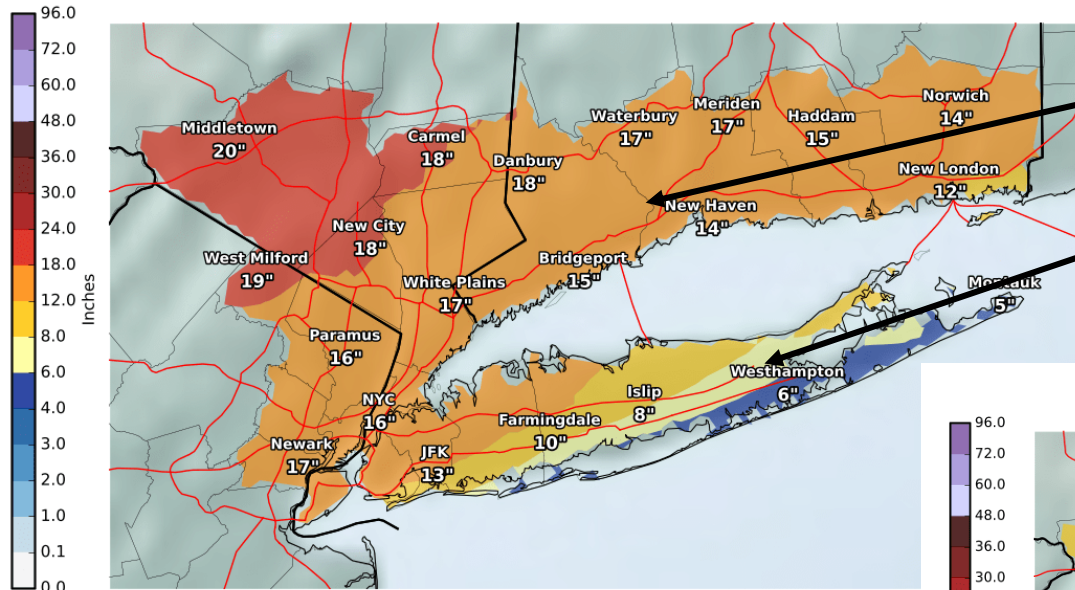 96.0
72.0
60.0
48.0
36.0
30.0
24.0
18.0
12.0
8.0
6.0
4.0
3.0
2.0
1.0
0.1
0.0
Inches
Middletown
20"
Carmel
18"
Danbury
18"
Waterbury
17"
Meriden
17"
Haddam
15"
Norwich
14"
New London
12"
New Haven
14"
New City
18"
West Milford
19"
White Plains
17"
Bridgeport
15"
Montauk
5"
Paramus
16"
NYC
16"
Westhampton
6"
Islip
8"
Farmingdale
10"
Newark
17"
JFK
13"
96.0
72.0
60.0
48.0
36.0
30.0